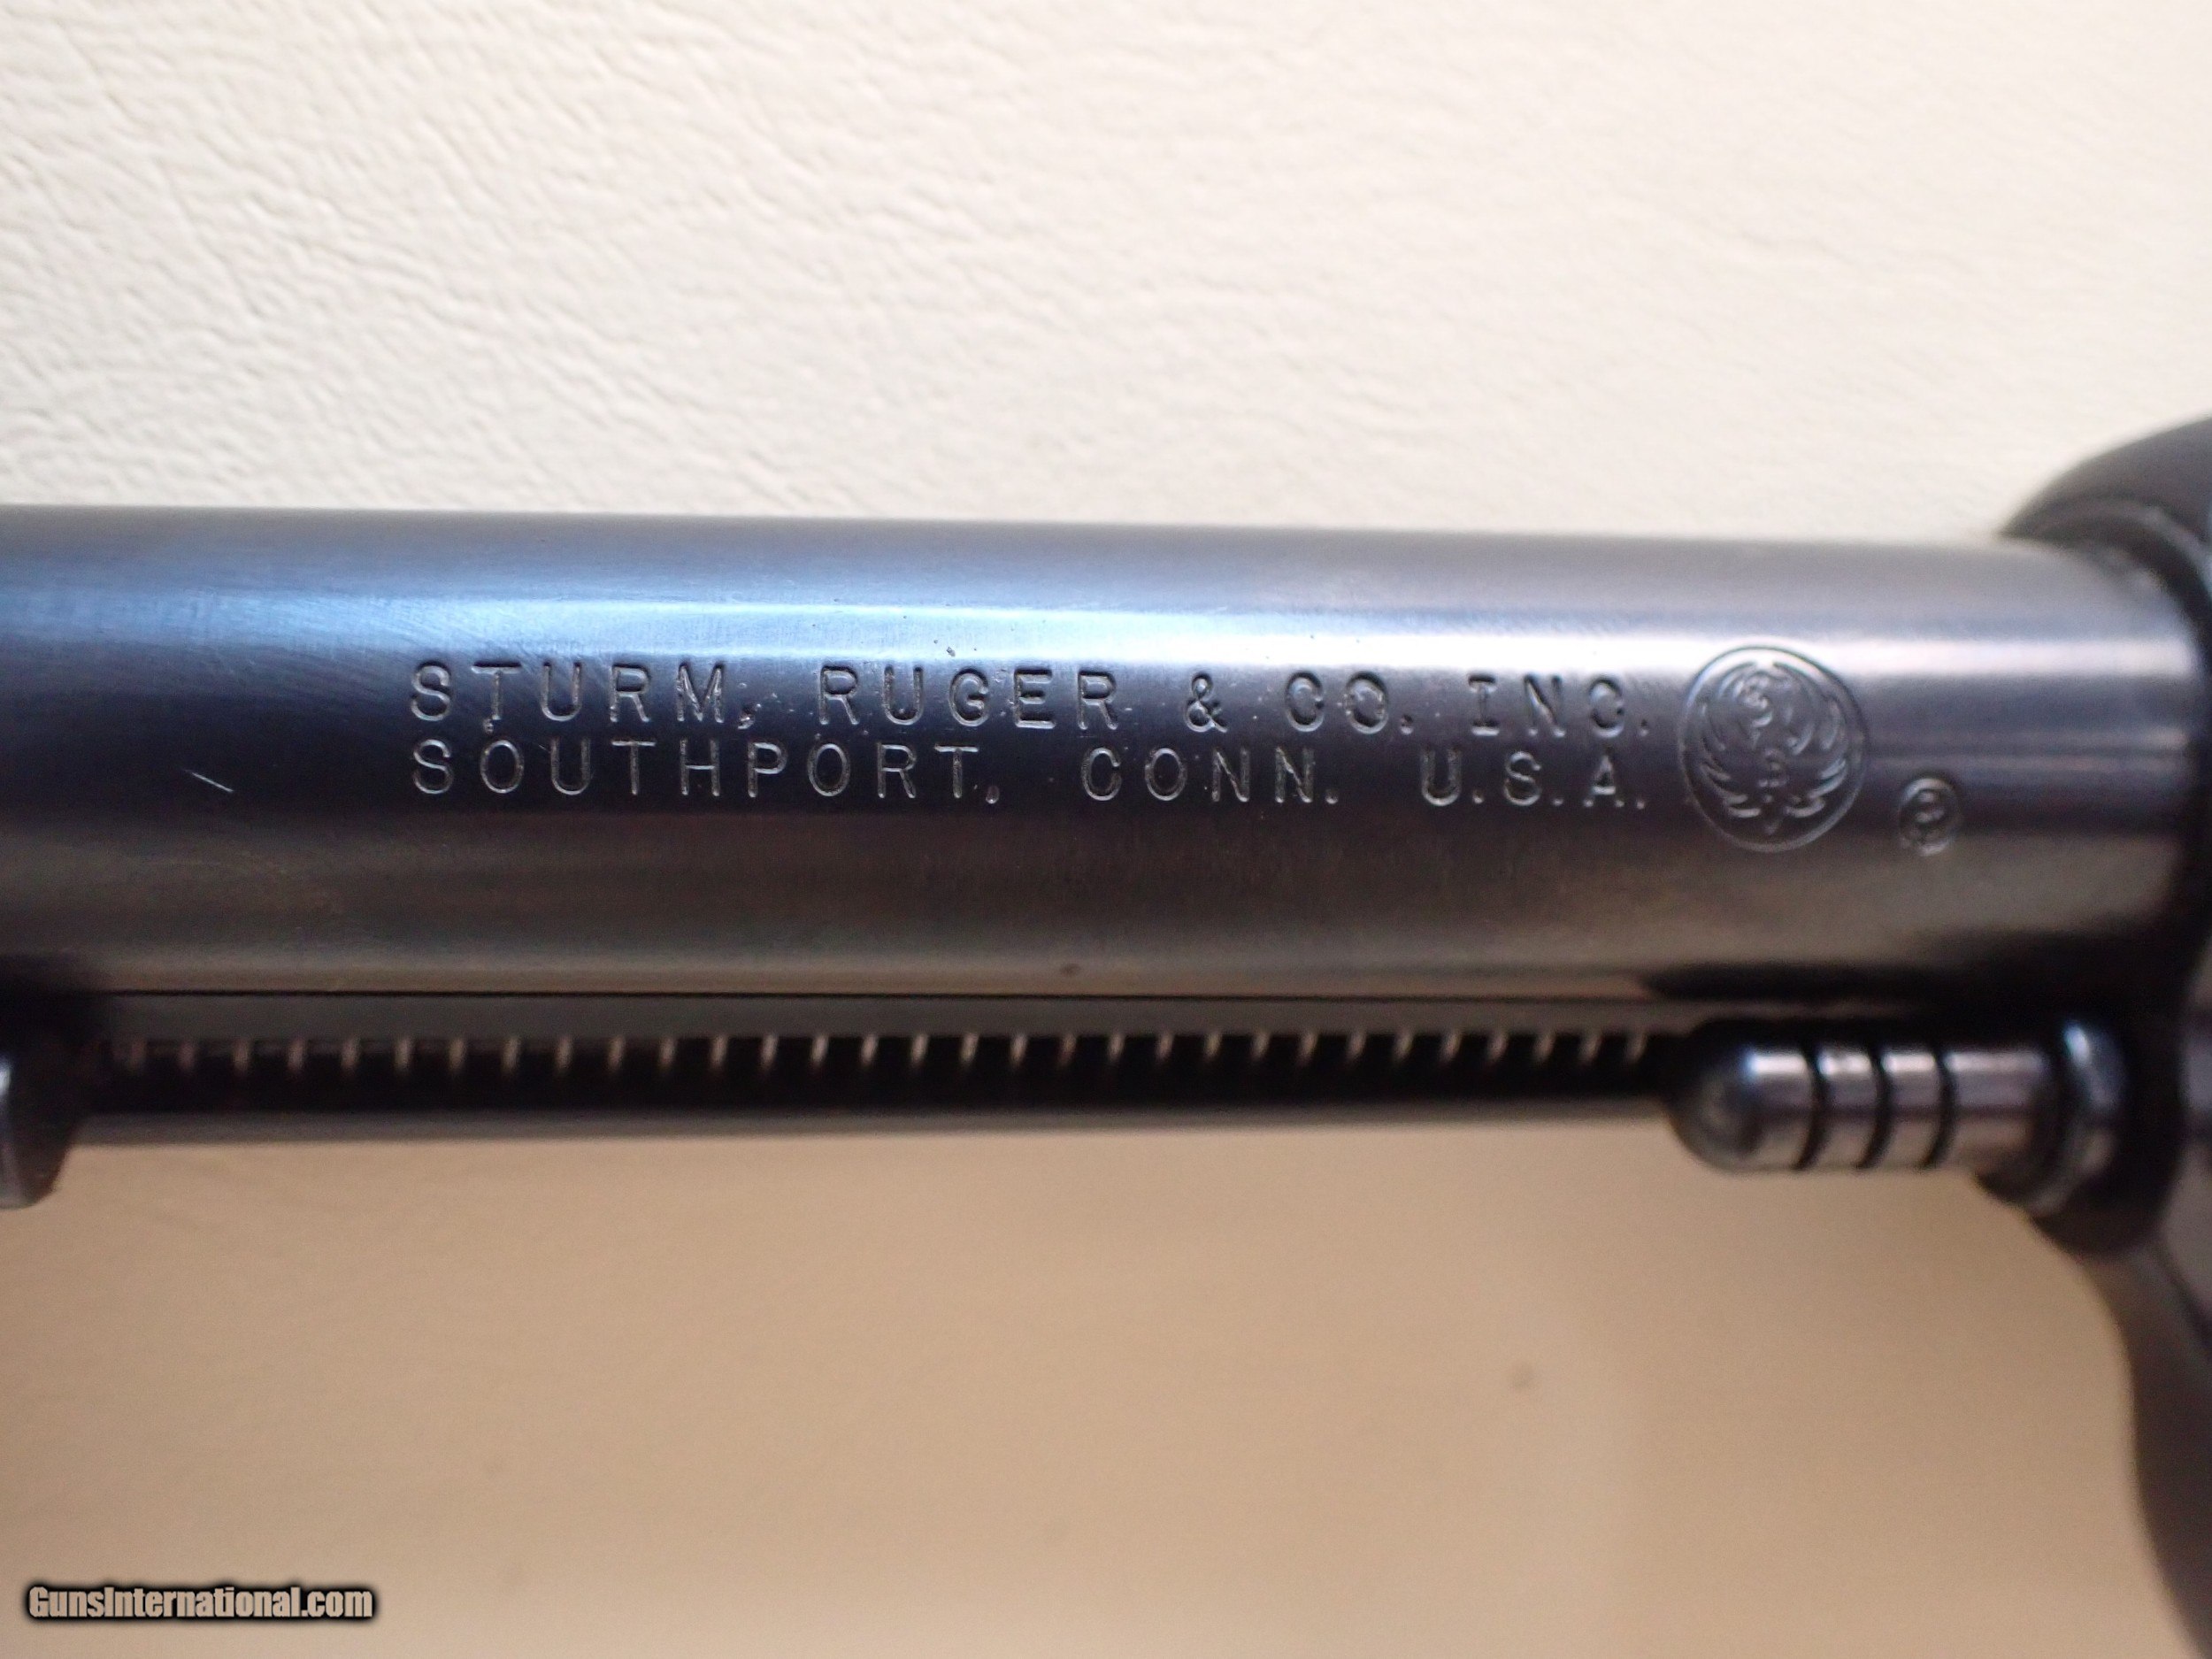 STURM, RUGER & CO. INC.
SOUTHPORT, CONN. U.S.A.
®
GunsInternational.com